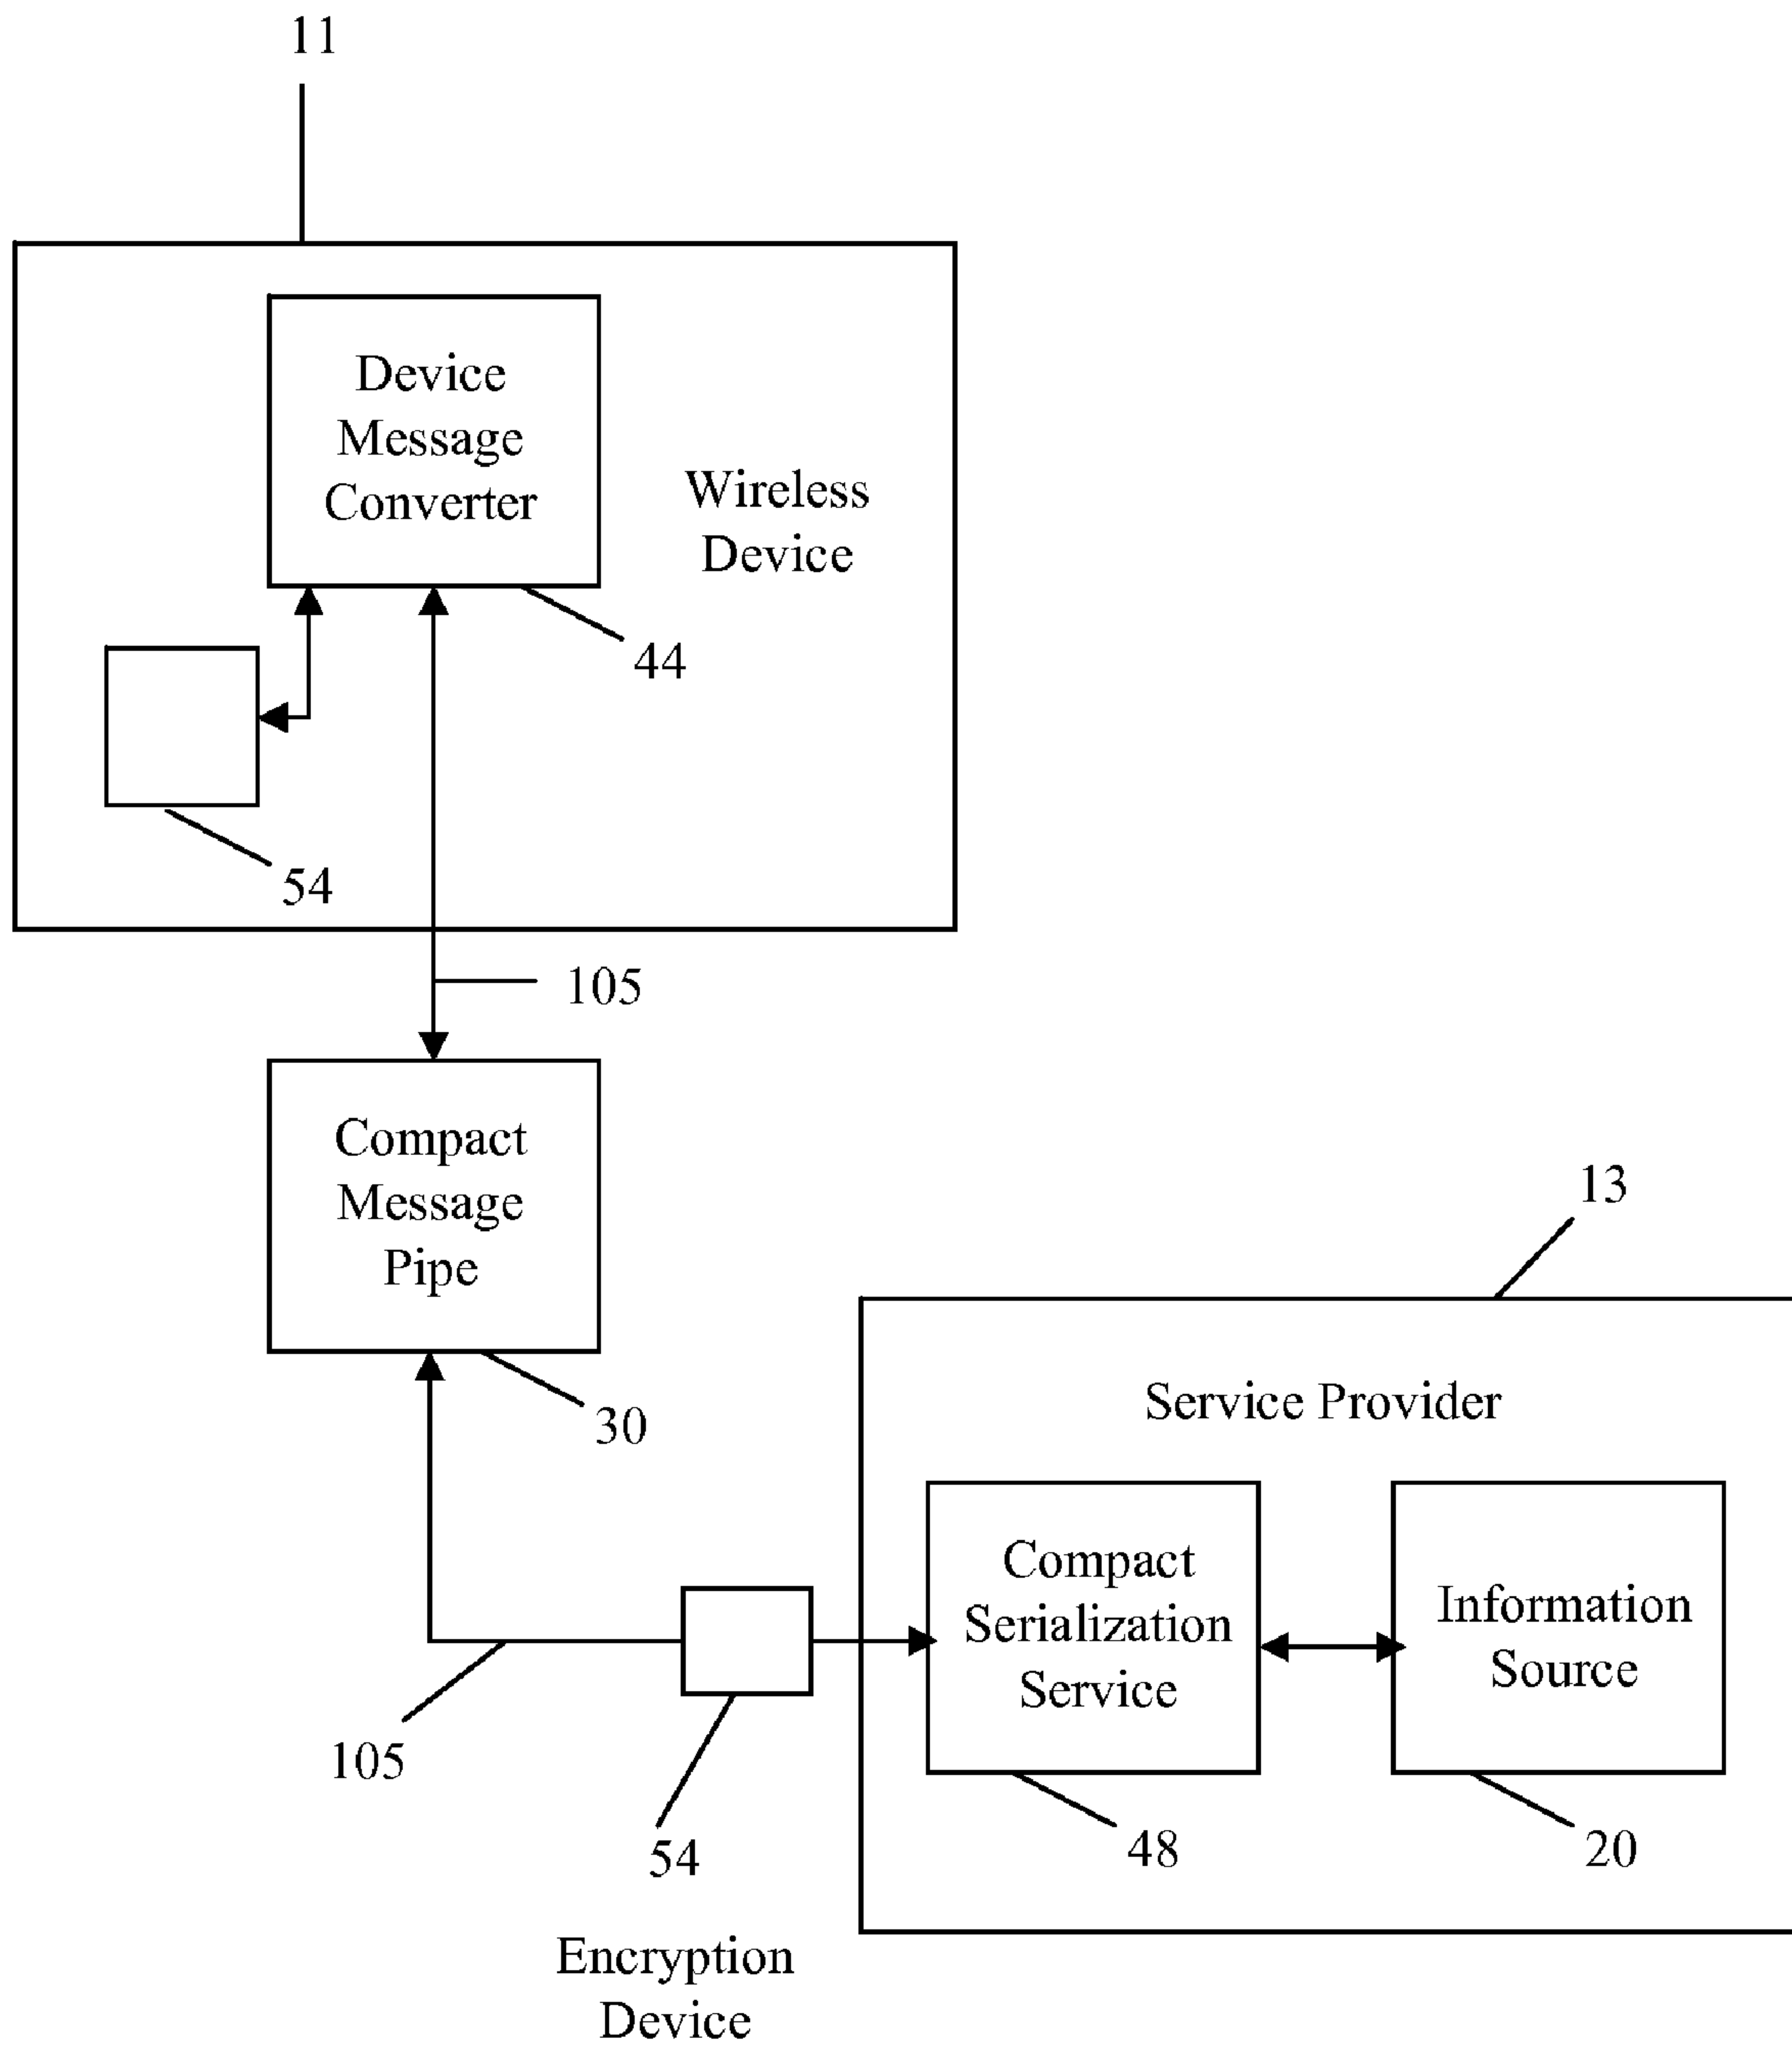 11
Device
Message
Converter
Wireless
Device
44
54
105
Compact
Message
Pipe
30
13
Service Provider
Compact
Serialization
Service
Information
Source
105
54
48
20
Encryption
Device